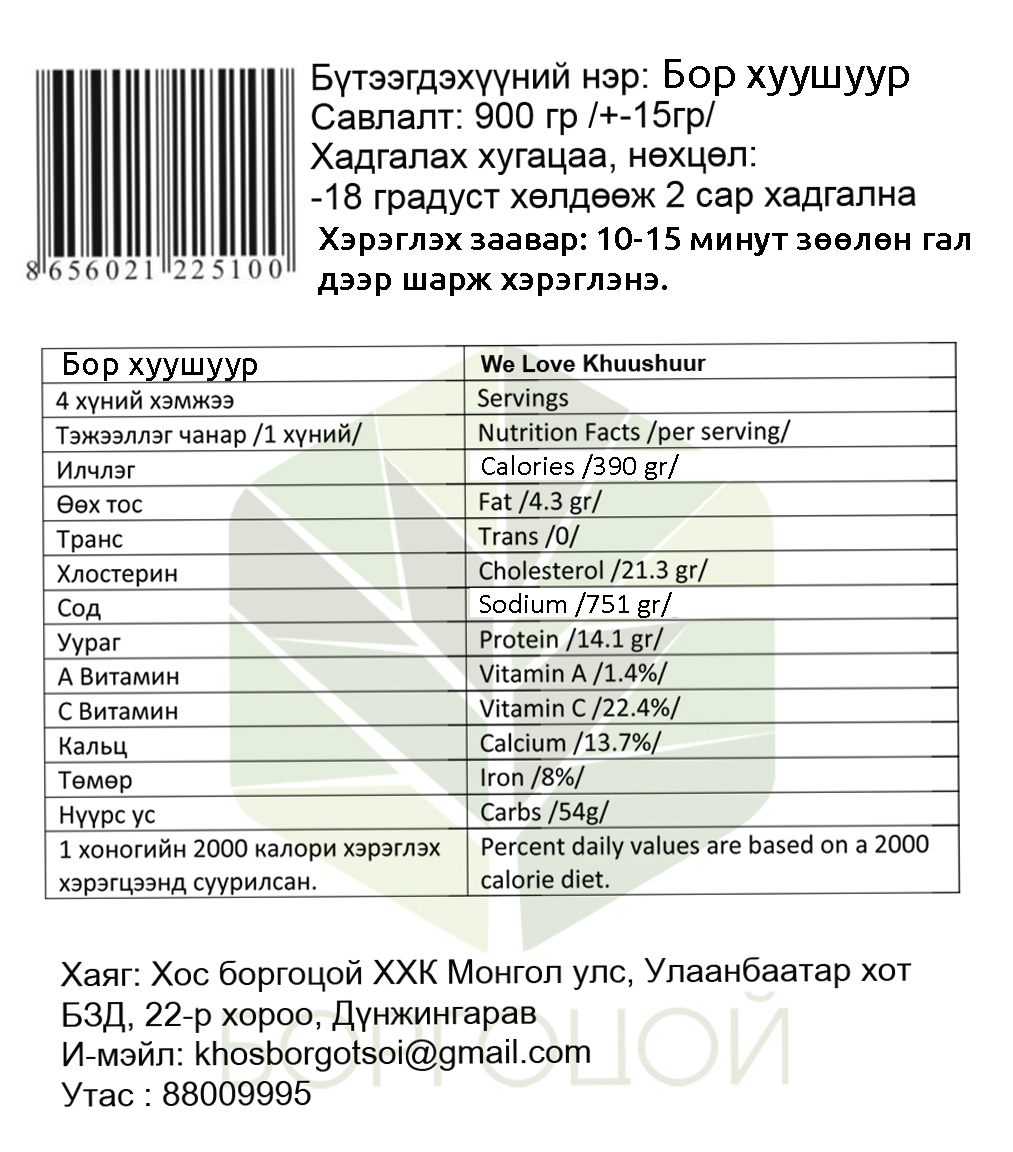 Бүтээгдэхүүний нэр: Бор хуушуур
Савлалт: 900 гр /+-15гр/
Хадгалах хугацаа, нөхцөл:
-18 градуст хөлдөөж 2 сар хадгална
Хэрэглэх заавар: 10-15 минут зөөлөн гал
дээр шарж хэрэглэнэ.
8 656021 225100
Бор хуушуур We Love Khuushuur
4 хүний хэмжээ Servings
Тэжээллэг чанар /1 хүний/ Nutrition Facts /per serving/
Илчлэг Calories /390 gr/
Өөх тос Fat /4.3 gr/
Транс Trans /0/
Хлостерин Cholesterol /21.3 gr/
Сод Sodium /751 gr/
Уураг Protein /14.1 gr/
А Витамин Vitamin A /1.4%/
С Витамин Vitamin C /22.4%/
Кальц Calcium /13.7%/
Төмөр Iron /8%/
Нүүрс ус Carbs /54g/
1 хоногийн 2000 калори хэрэглэх Percent daily values are based on a 2000
хэрэгцээнд суурилсан. calorie diet.
Хаяг: Хос боргоцой ХХК Монгол улс, Улаанбаатар хот
БЗД, 22-р хороо, Дүнжингарав
И-мэйл: khosborgotsoi@gmail.com
Утас : 88009995
БОРГОЦОЙ